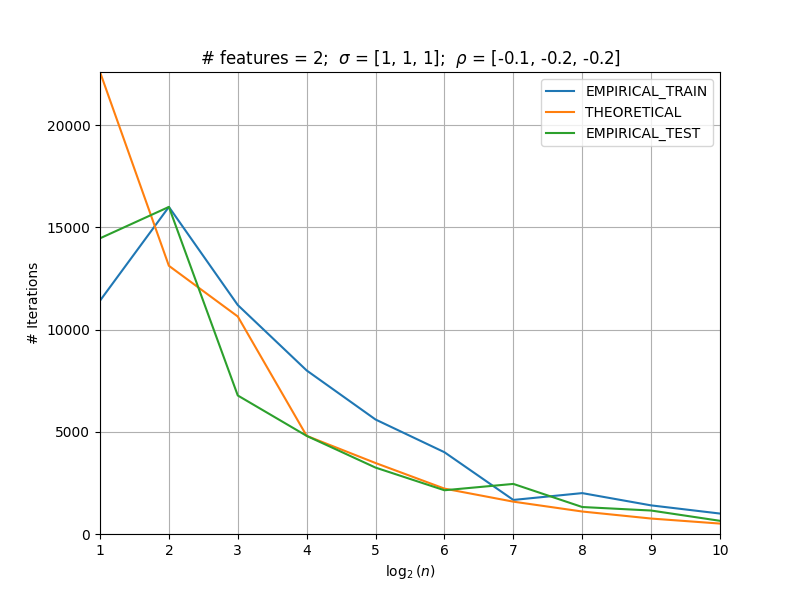 # features = 2; σ = [1, 1, 1]; ρ = [-0.1, -0.2, -0.2]
EMPIRICAL_TRAIN
THEORETICAL
EMPIRICAL_TEST
20000
15000
10000
5000
0
# Iterations
1 2 3 4 5 6 7 8 9 10
log₂(n)